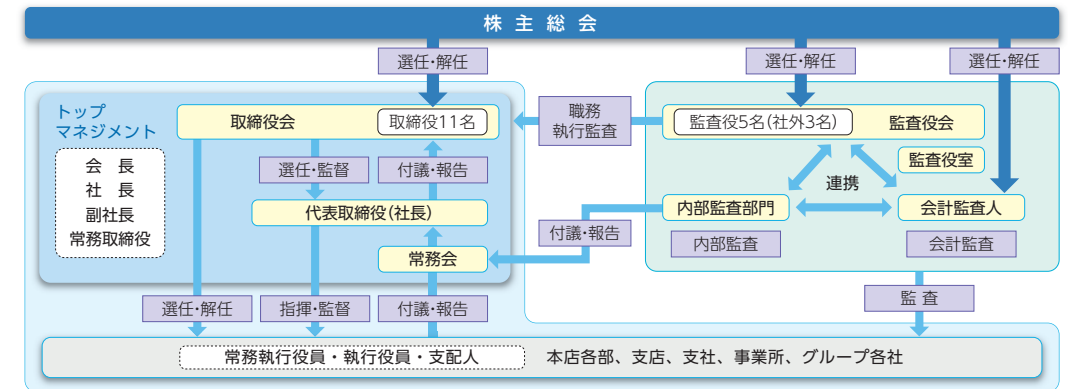 株主総会
選任・解任
選任・解任
選任・解任
トップ
マネジメント
会長
社長
副社長
常務取締役
取締役会
取締役11名
職務
執行監査
監査役5名(社外3名)
監査役会
監査役室
選任・監督
付議・報告
連携
代表取締役(社長)
内部監査部門
会計監査人
付議・報告
内部監査
会計監査
常務会
選任・解任
指揮・監督
付議・報告
監査
常務執行役員・執行役員・支配人
本店各部、支店、支社、事業所、グループ各社